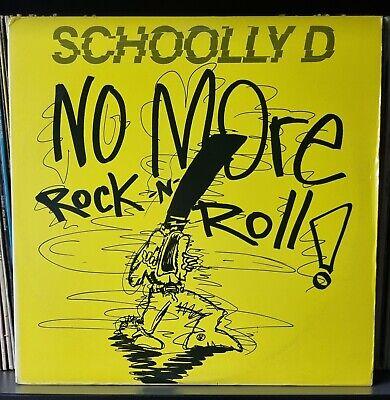 SCHOOLLY D
NO MOre
ROCK -N-
ROll!